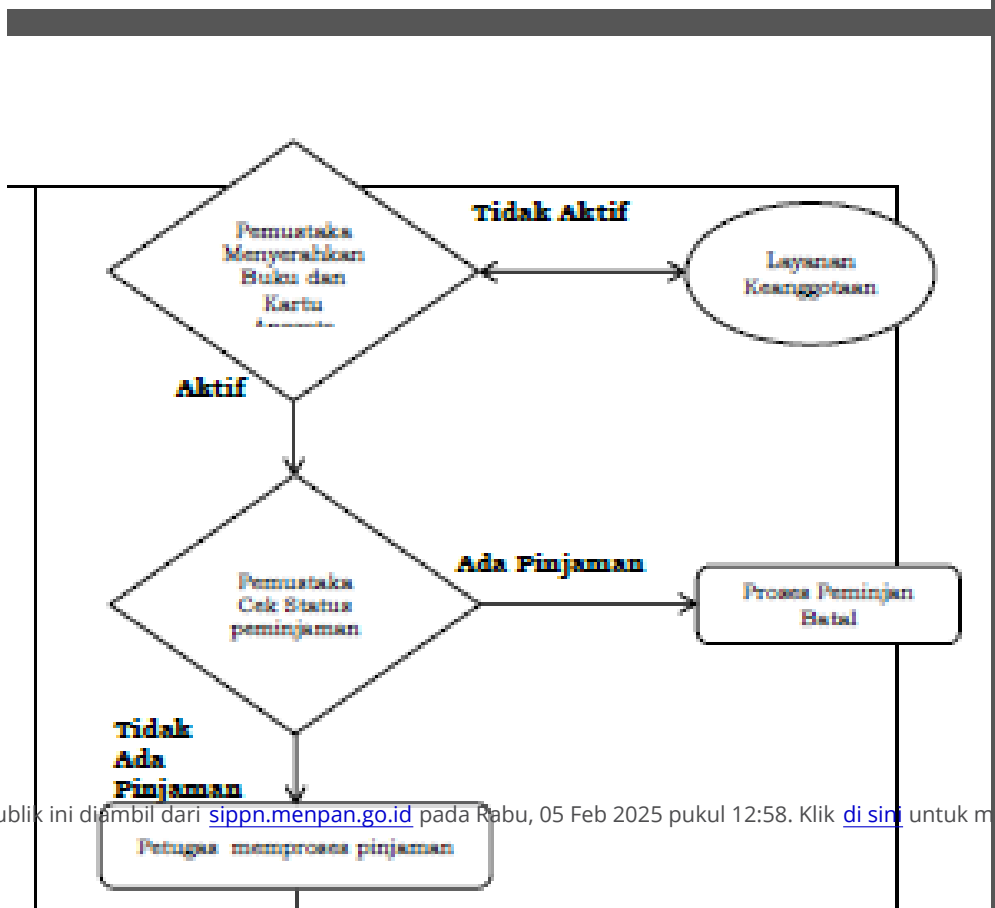 Tidak Aktif
Pemustaka
Menyerahkan
Buku dan
Kartu
Layanan
Keanggotaan
Aktif
Ada Pinjaman
Pemustaka
Cek Status
peminjaman
Proses Peminjan
Batal
Tidak
Ada
Pinjaman
ublik ini diambil dari sippn.menpan.go.id pada Rabu, 05 Feb 2025 pukul 12:58. Klik di sini untuk m
Petugas memproses pinjaman